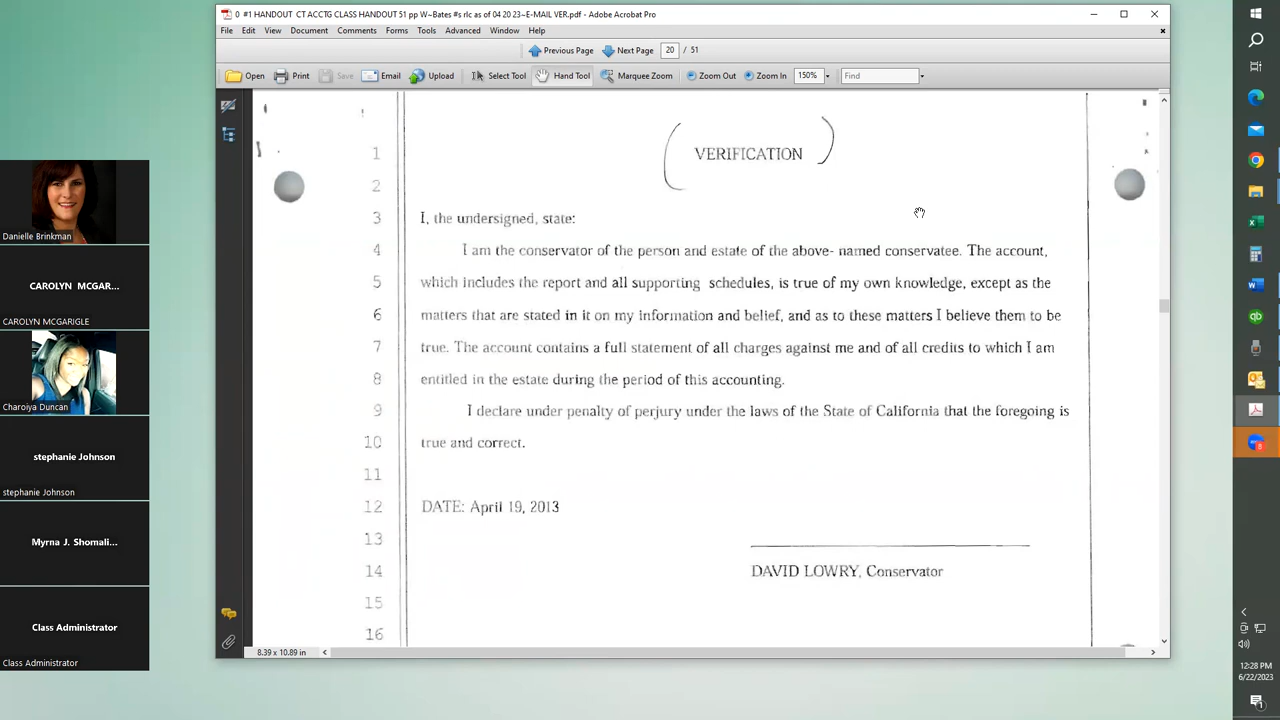 0 #1 HANDOUT CT ACCTG CLASS HANDOUT 51 pp W~Bates #s rlc as of 04 20 23~E-MAIL VER.pdf - Adobe Acrobat Pro
File Edit View Document Comments Forms Tools Advanced Window Help
Previous Page Next Page 20 / 51
Open Print Save Email Upload Select Tool Hand Tool Marquee Zoom Zoom Out Zoom In 150% Find
VERIFICATION
1
2
3 I, the undersigned, state:
4 I am the conservator of the person and estate of the above- named conservatee. The account,
5 which includes the report and all supporting schedules, is true of my own knowledge, except as the
6 matters that are stated in it on my information and belief, and as to these matters I believe them to be
7 true. The account contains a full statement of all charges against me and of all credits to which I am
8 entitled in the estate during the period of this accounting.
9 I declare under penalty of perjury under the laws of the State of California that the foregoing is
10 true and correct.
11
12 DATE: April 19, 2013
13
14 DAVID LOWRY, Conservator
15
16
8.39 x 10.89 in
Danielle Brinkman
CAROLYN MCGAR...
CAROLYN MCGARIGLE
Charoiya Duncan
stephanie Johnson
stephanie Johnson
Myrna J. Shomali...
Class Administrator
Class Administrator
12:28 PM
6/22/2023